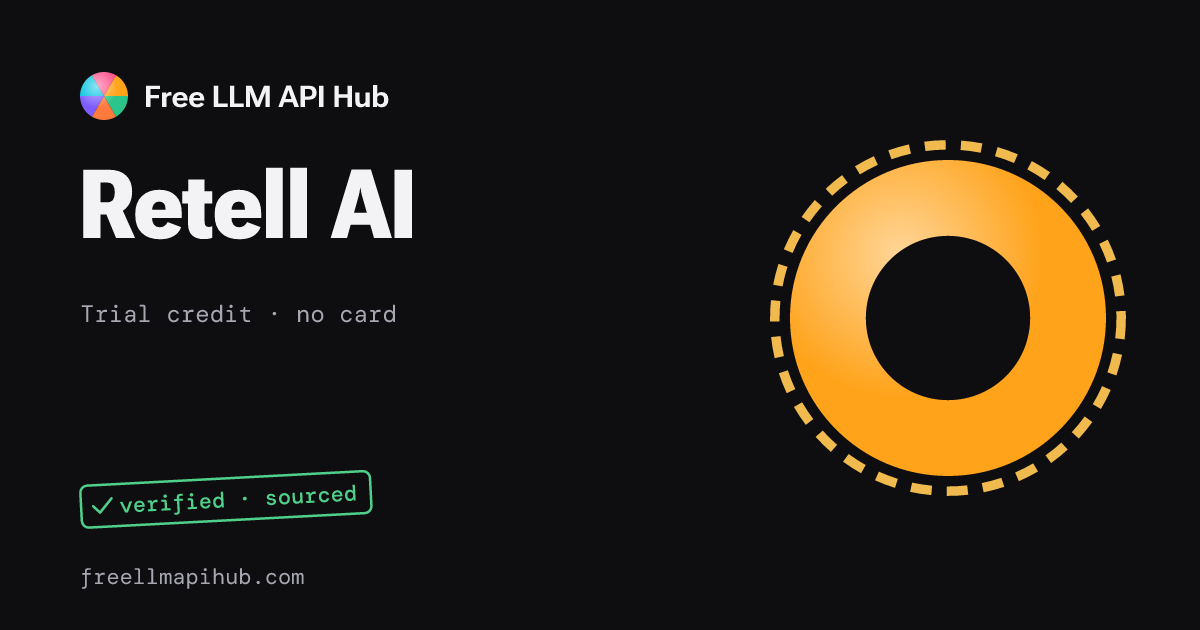 Free LLM API Hub
Retell AI
Trial credit · no card
verified · sourced
freellmapihub.com